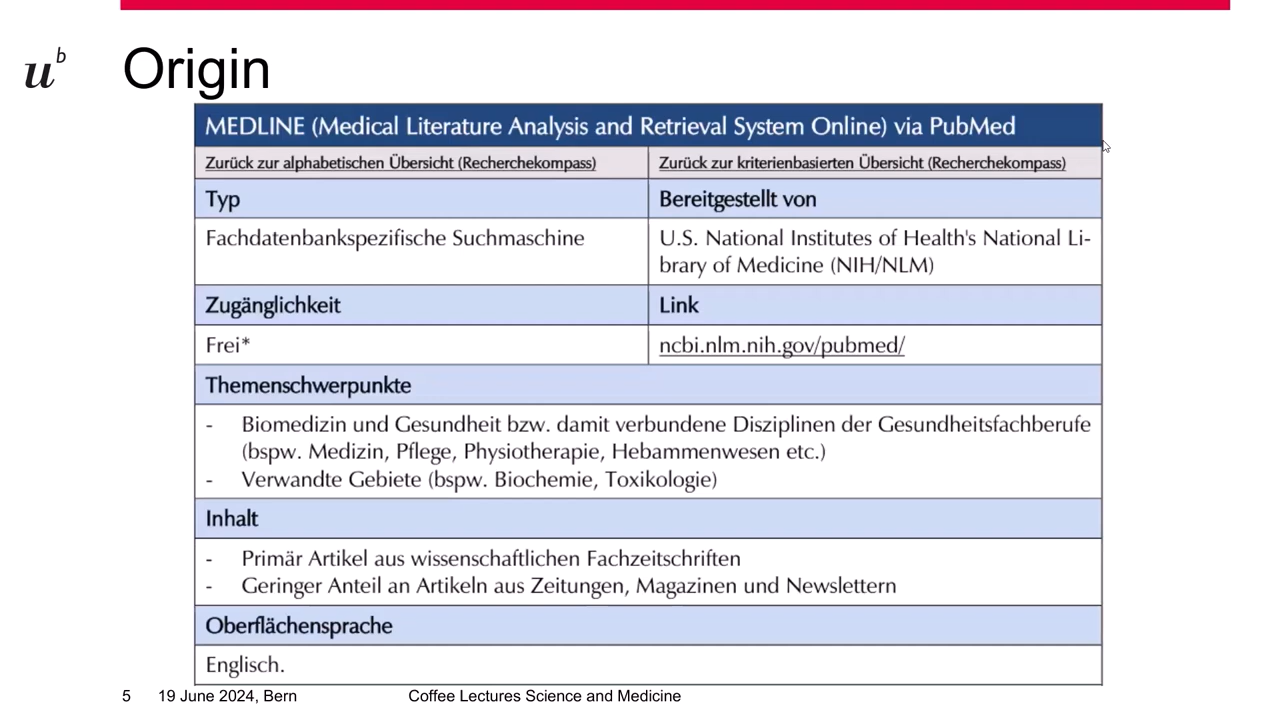 u b
Origin
MEDLINE (Medical Literature Analysis and Retrieval System Online) via PubMed
Zurück zur alphabetischen Übersicht (Recherchekompass)
Zurück zur kriterienbasierten Übersicht (Recherchekompass)
Typ
Bereitgestellt von
Fachdatenbankspezifische Suchmaschine
U.S. National Institutes of Health's National Li-
brary of Medicine (NIH/NLM)
Zugänglichkeit
Link
Frei*
ncbi.nlm.nih.gov/pubmed/
Themenschwerpunkte
- Biomedizin und Gesundheit bzw. damit verbundene Disziplinen der Gesundheitsfachberufe
(bspw. Medizin, Pflege, Physiotherapie, Hebammenwesen etc.)
- Verwandte Gebiete (bspw. Biochemie, Toxikologie)
Inhalt
- Primär Artikel aus wissenschaftlichen Fachzeitschriften
- Geringer Anteil an Artikeln aus Zeitungen, Magazinen und Newslettern
Oberflächensprache
Englisch.
5 19 June 2024, Bern Coffee Lectures Science and Medicine